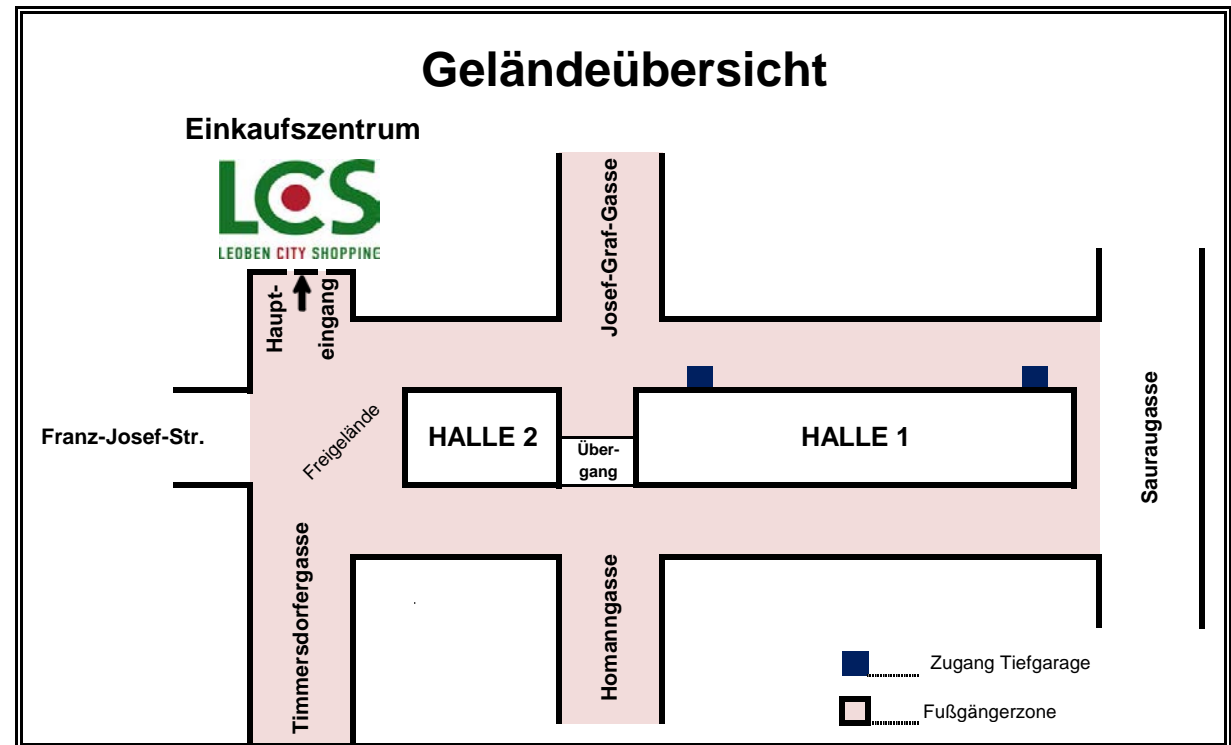 Geländeübersicht
Einkaufszentrum
LCS
LEOBEN CITY SHOPPING
Haupt-
eingang
Josef-Graf-Gasse
Franz-Josef-Str.
Freigelände
HALLE 2
Über-
gang
HALLE 1
Sauraugasse
Timmersdorfergasse
Homanngasse
Zugang Tiefgarage
Fußgängerzone